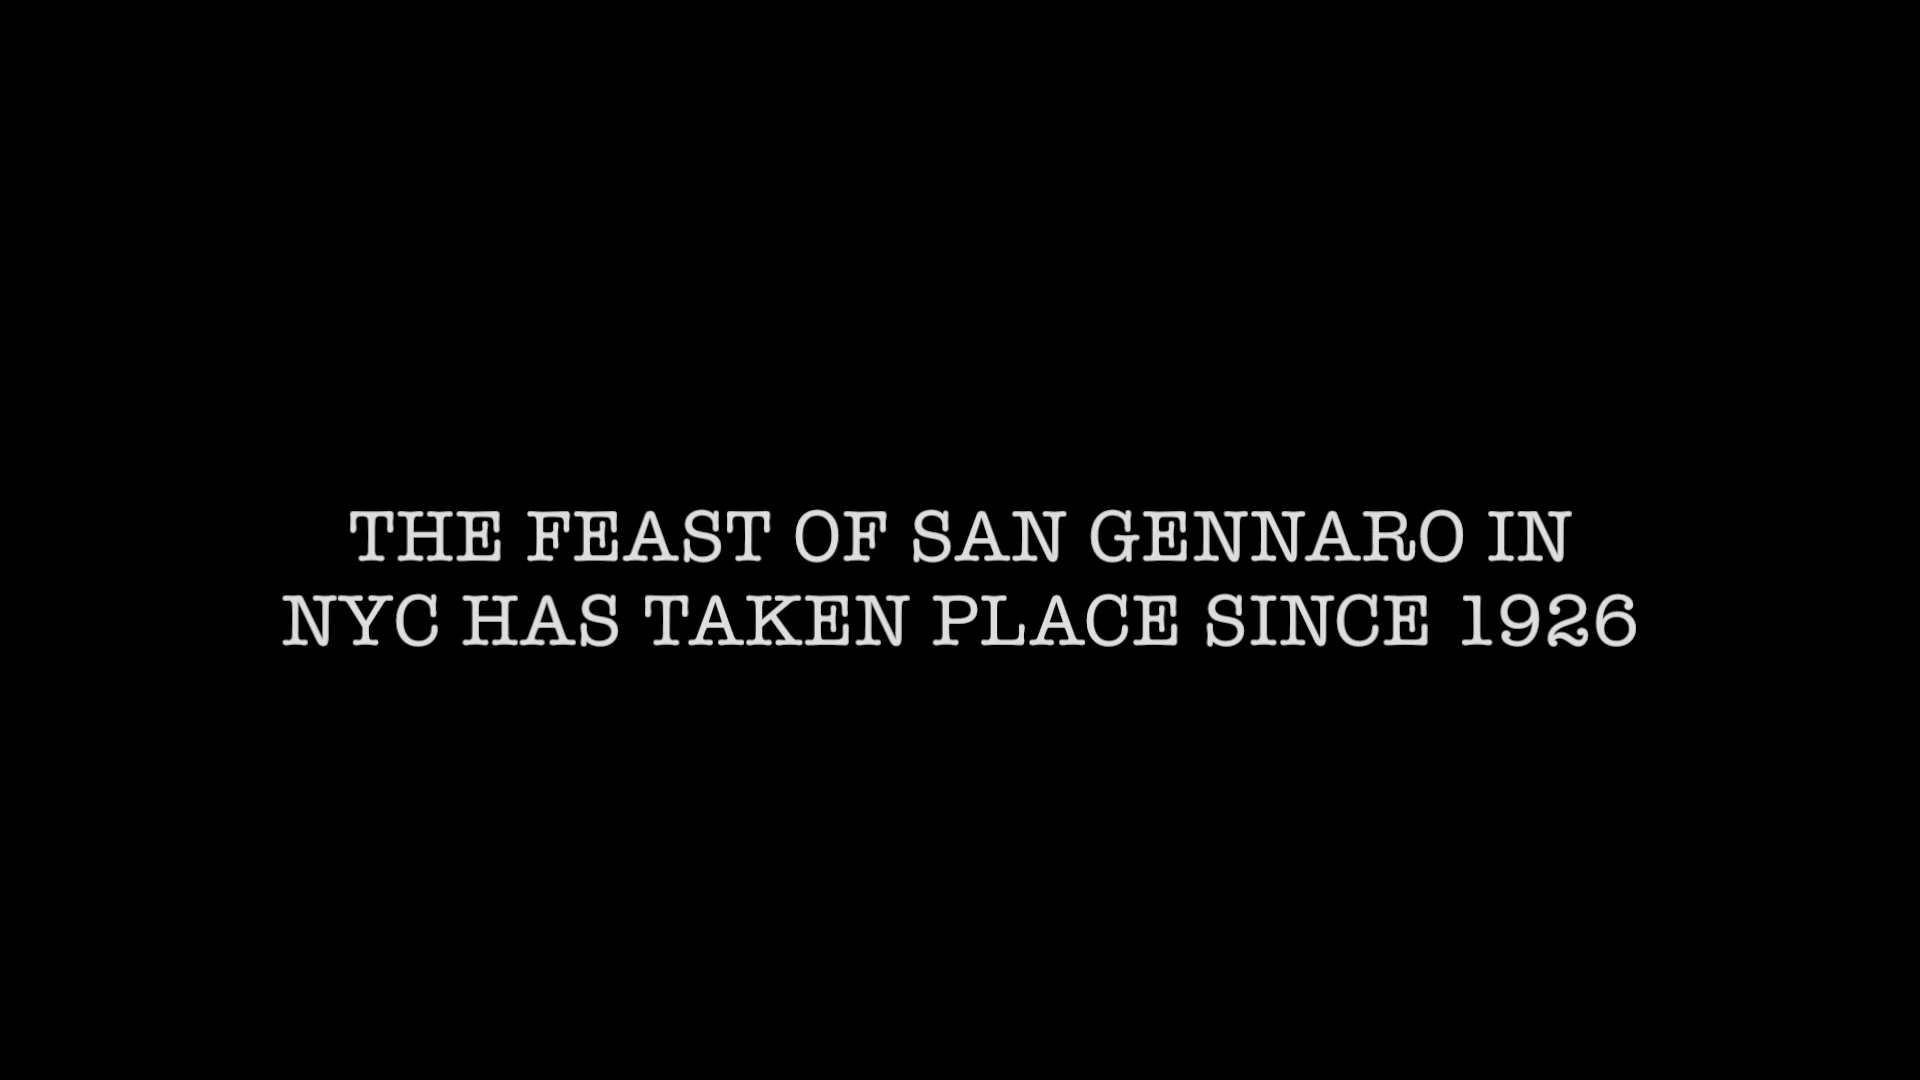 THE FEAST OF SAN GENNARO IN
NYC HAS TAKEN PLACE SINCE 1926